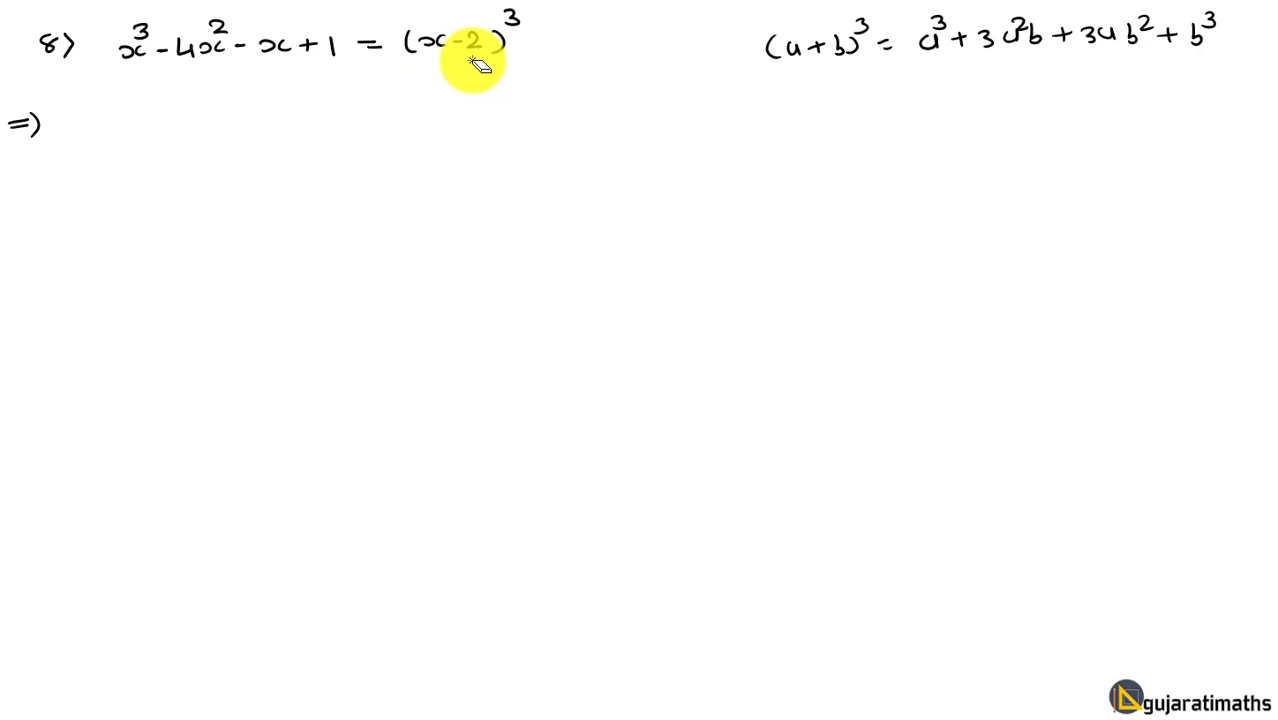 8) x³ - 4x² - x + 1 = (x - 2)³
(a + b)³ = a³ + 3a²b + 3ab² + b³
=>
gujaratimaths